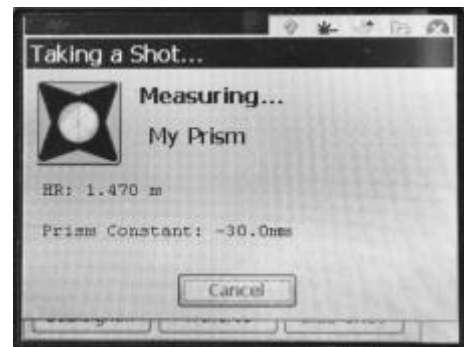 Taking a Shot...
Measuring...
My Prism
HR: 1.470 m
Prism Constant: -30.0mm
Cancel